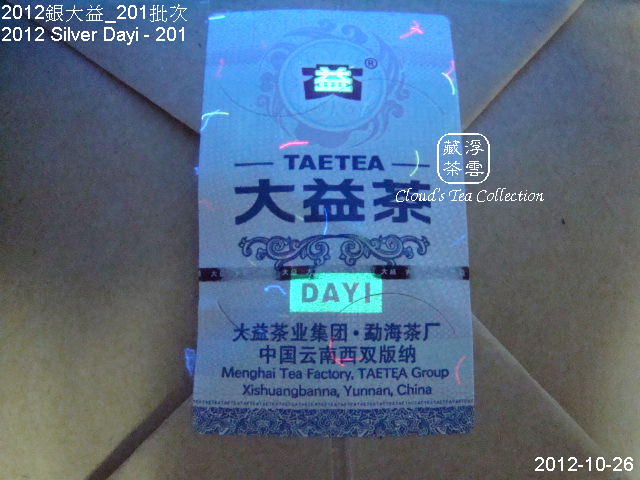 2012銀大益_201批次
2012 Silver Dayi - 201
益
®
TAETEA
大益茶
藏浮
茶雲
Cloud's Tea Collection
大益
DAYI
大益茶业集团·勐海茶厂
中国云南西双版纳
Menghai Tea Factory, TAETEA Group
Xishuangbanna, Yunnan, China
2012-10-26